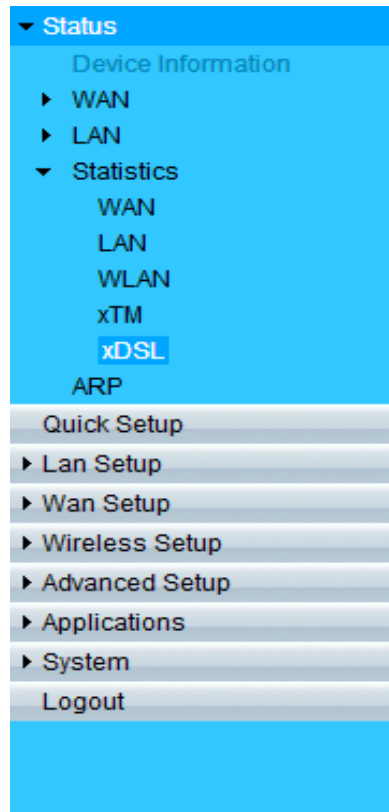 Status
Device Information
WAN
LAN
Statistics
WAN
LAN
WLAN
xTM
xDSL
ARP
Quick Setup
Lan Setup
Wan Setup
Wireless Setup
Advanced Setup
Applications
System
Logout